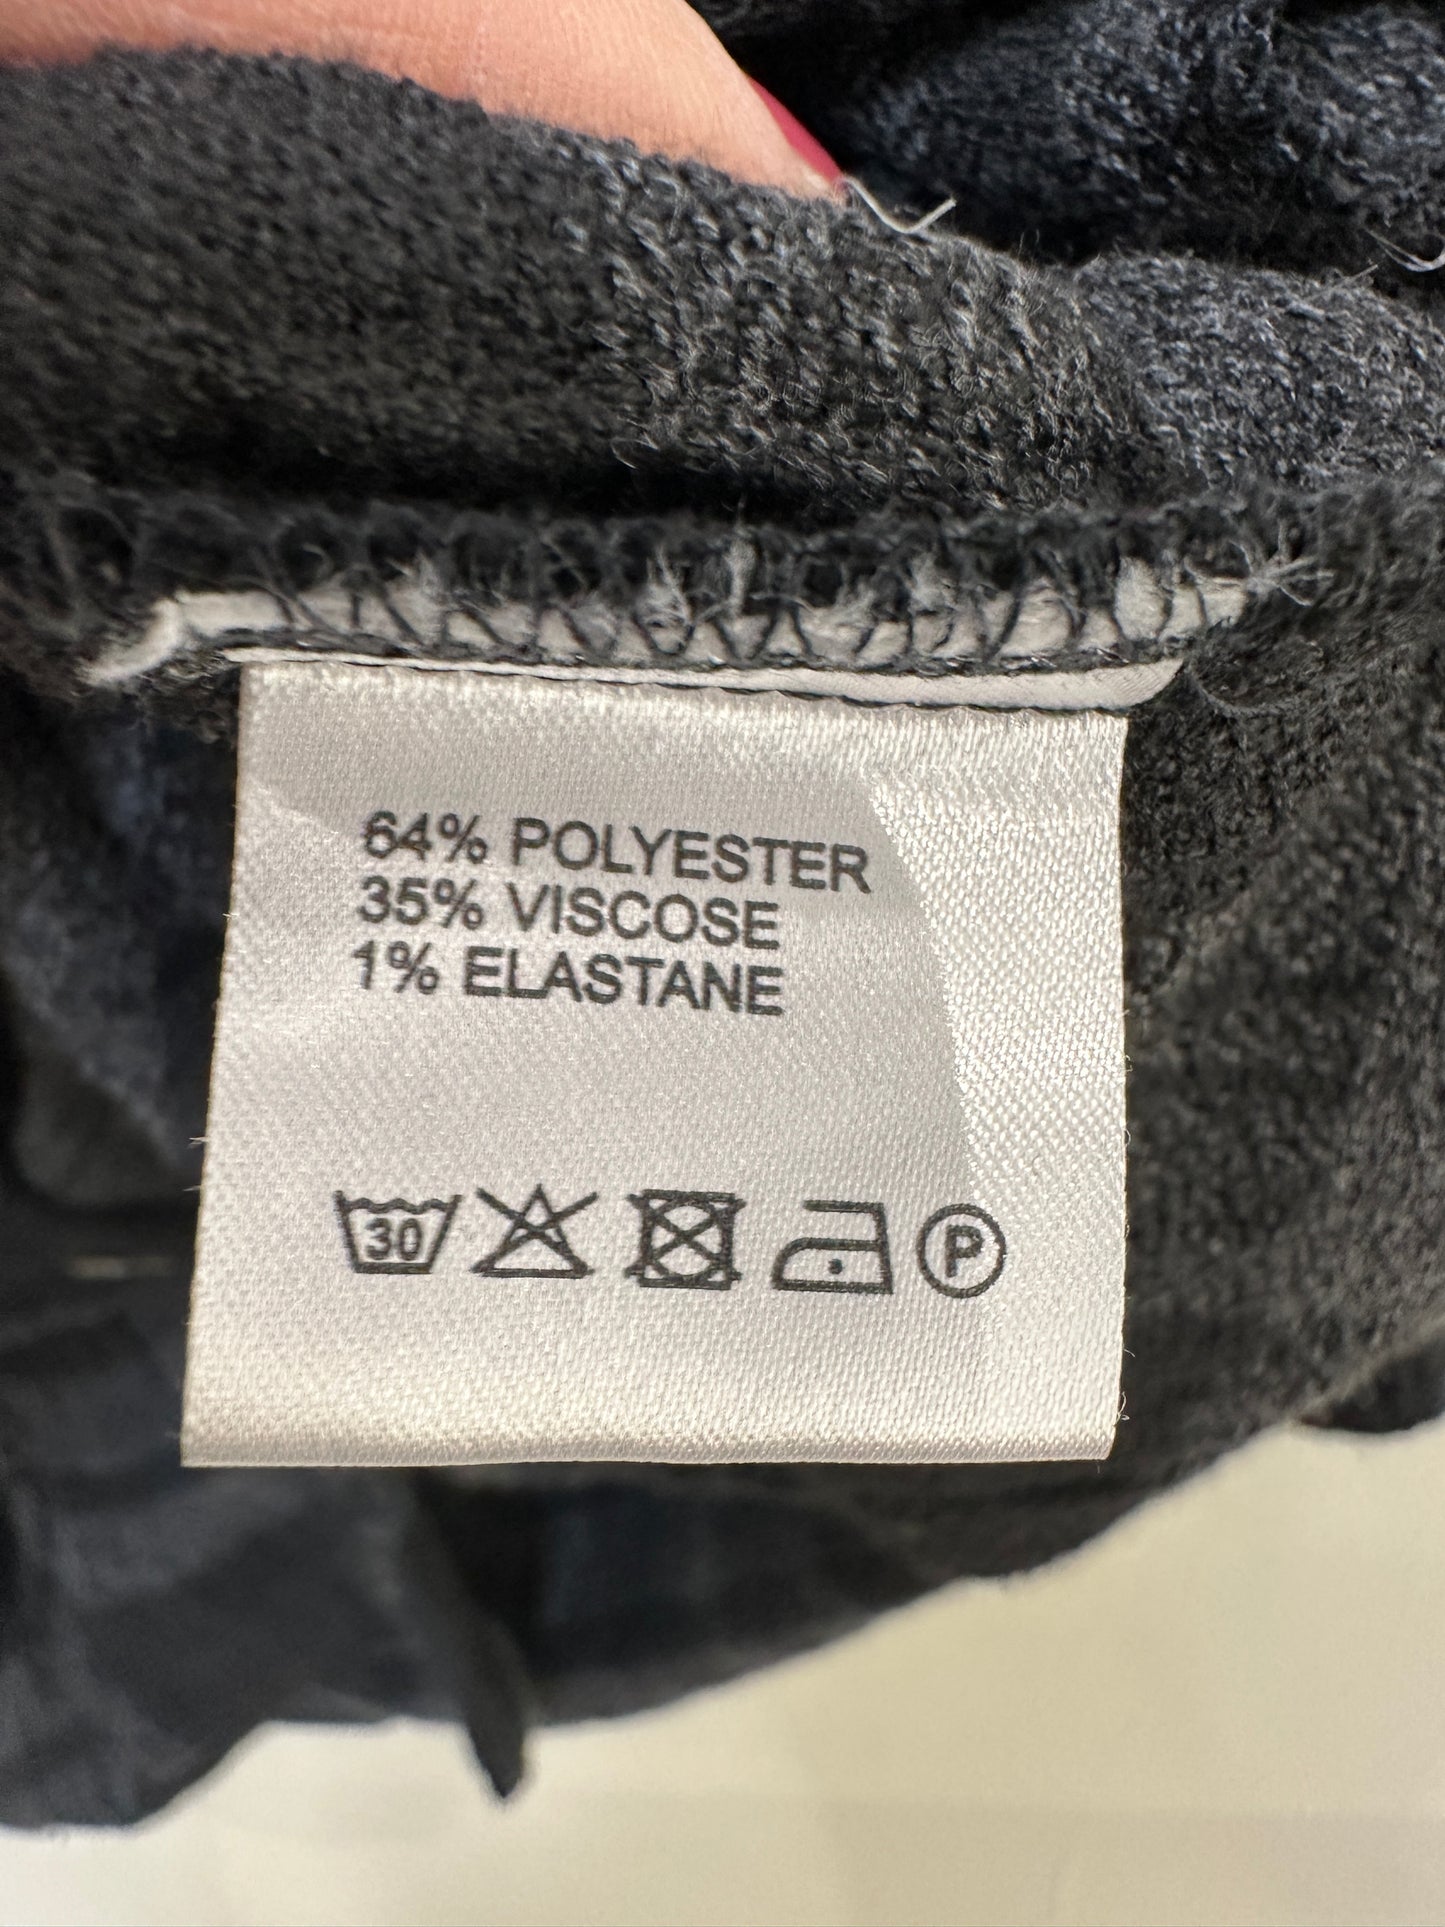 64% POLYESTER
35% VISCOSE
1% ELASTANE
30 P